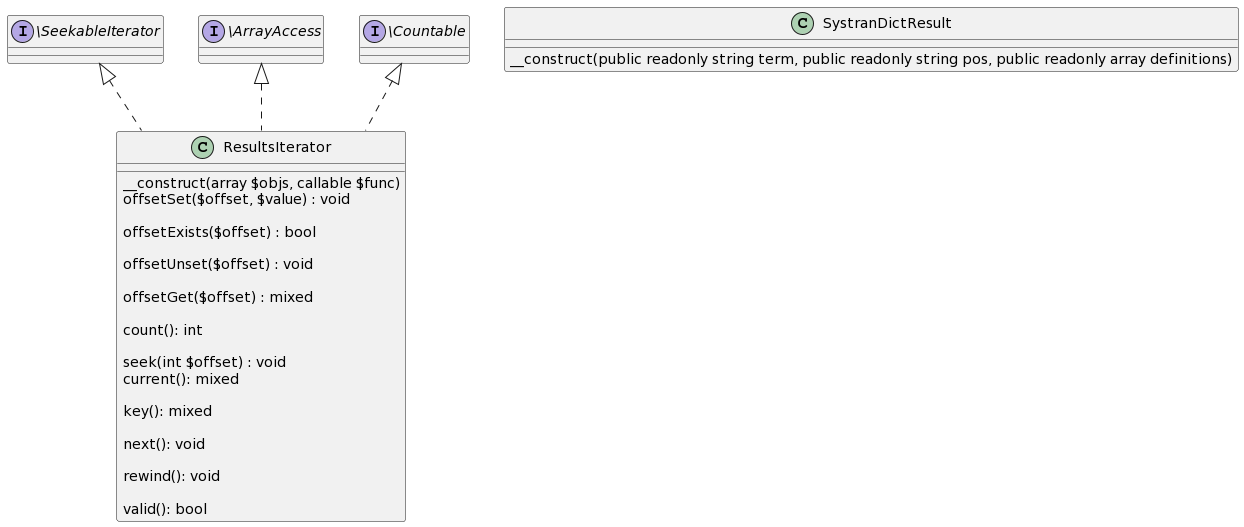 I \SeekableIterator
I \ArrayAccess
I \Countable
C SystranDictResult
__construct(public readonly string term, public readonly string pos, public readonly array definitions)
C ResultsIterator
__construct(array $objs, callable $func)
offsetSet($offset, $value) : void
offsetExists($offset) : bool
offsetUnset($offset) : void
offsetGet($offset) : mixed
count(): int
seek(int $offset) : void
current(): mixed
key(): mixed
next(): void
rewind(): void
valid(): bool